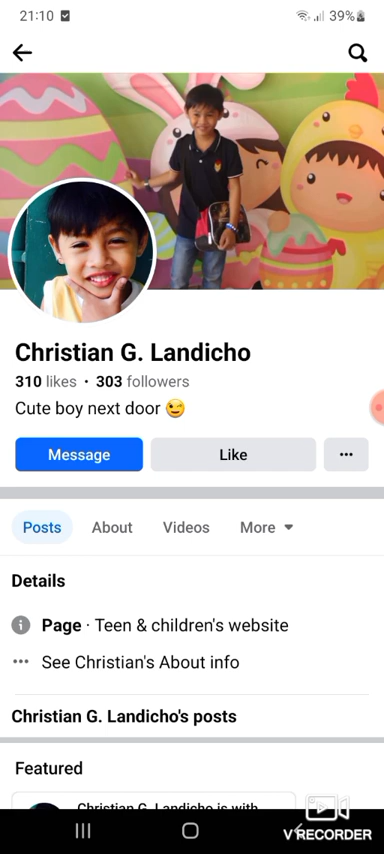 21:10
39%
Christian G. Landicho
310 likes • 303 followers
Cute boy next door 😉
Message
Like
Posts
About
Videos
More
Details
Page · Teen & children's website
See Christian's About info
Christian G. Landicho's posts
Featured
Christian G. Landicho is with
V RECORDER